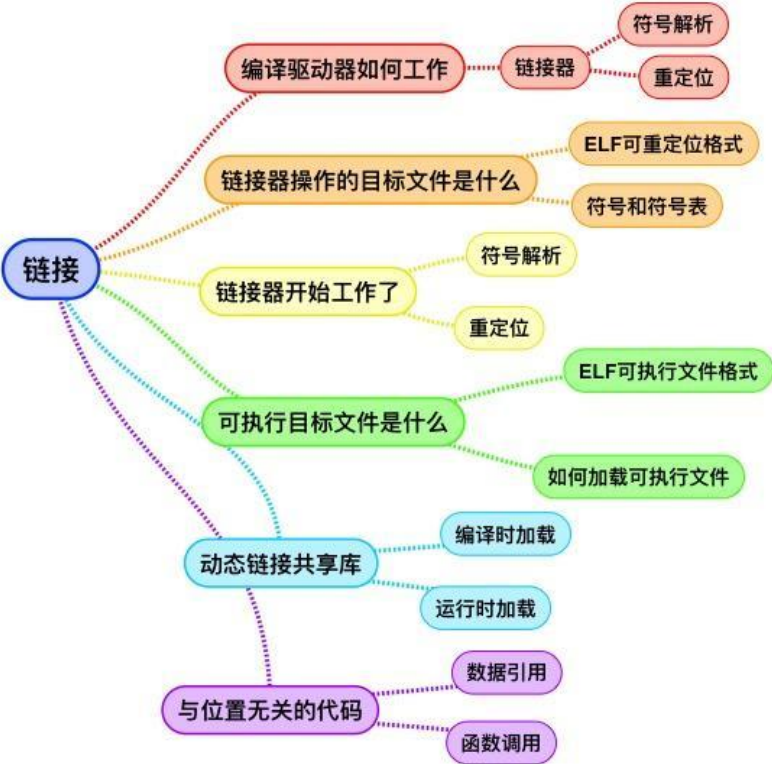 链接
编译驱动器如何工作
链接器
符号解析
重定位
链接器操作的目标文件是什么
ELF可重定位格式
符号和符号表
链接器开始工作了
符号解析
重定位
可执行目标文件是什么
ELF可执行文件格式
如何加载可执行文件
动态链接共享库
编译时加载
运行时加载
与位置无关的代码
数据引用
函数调用